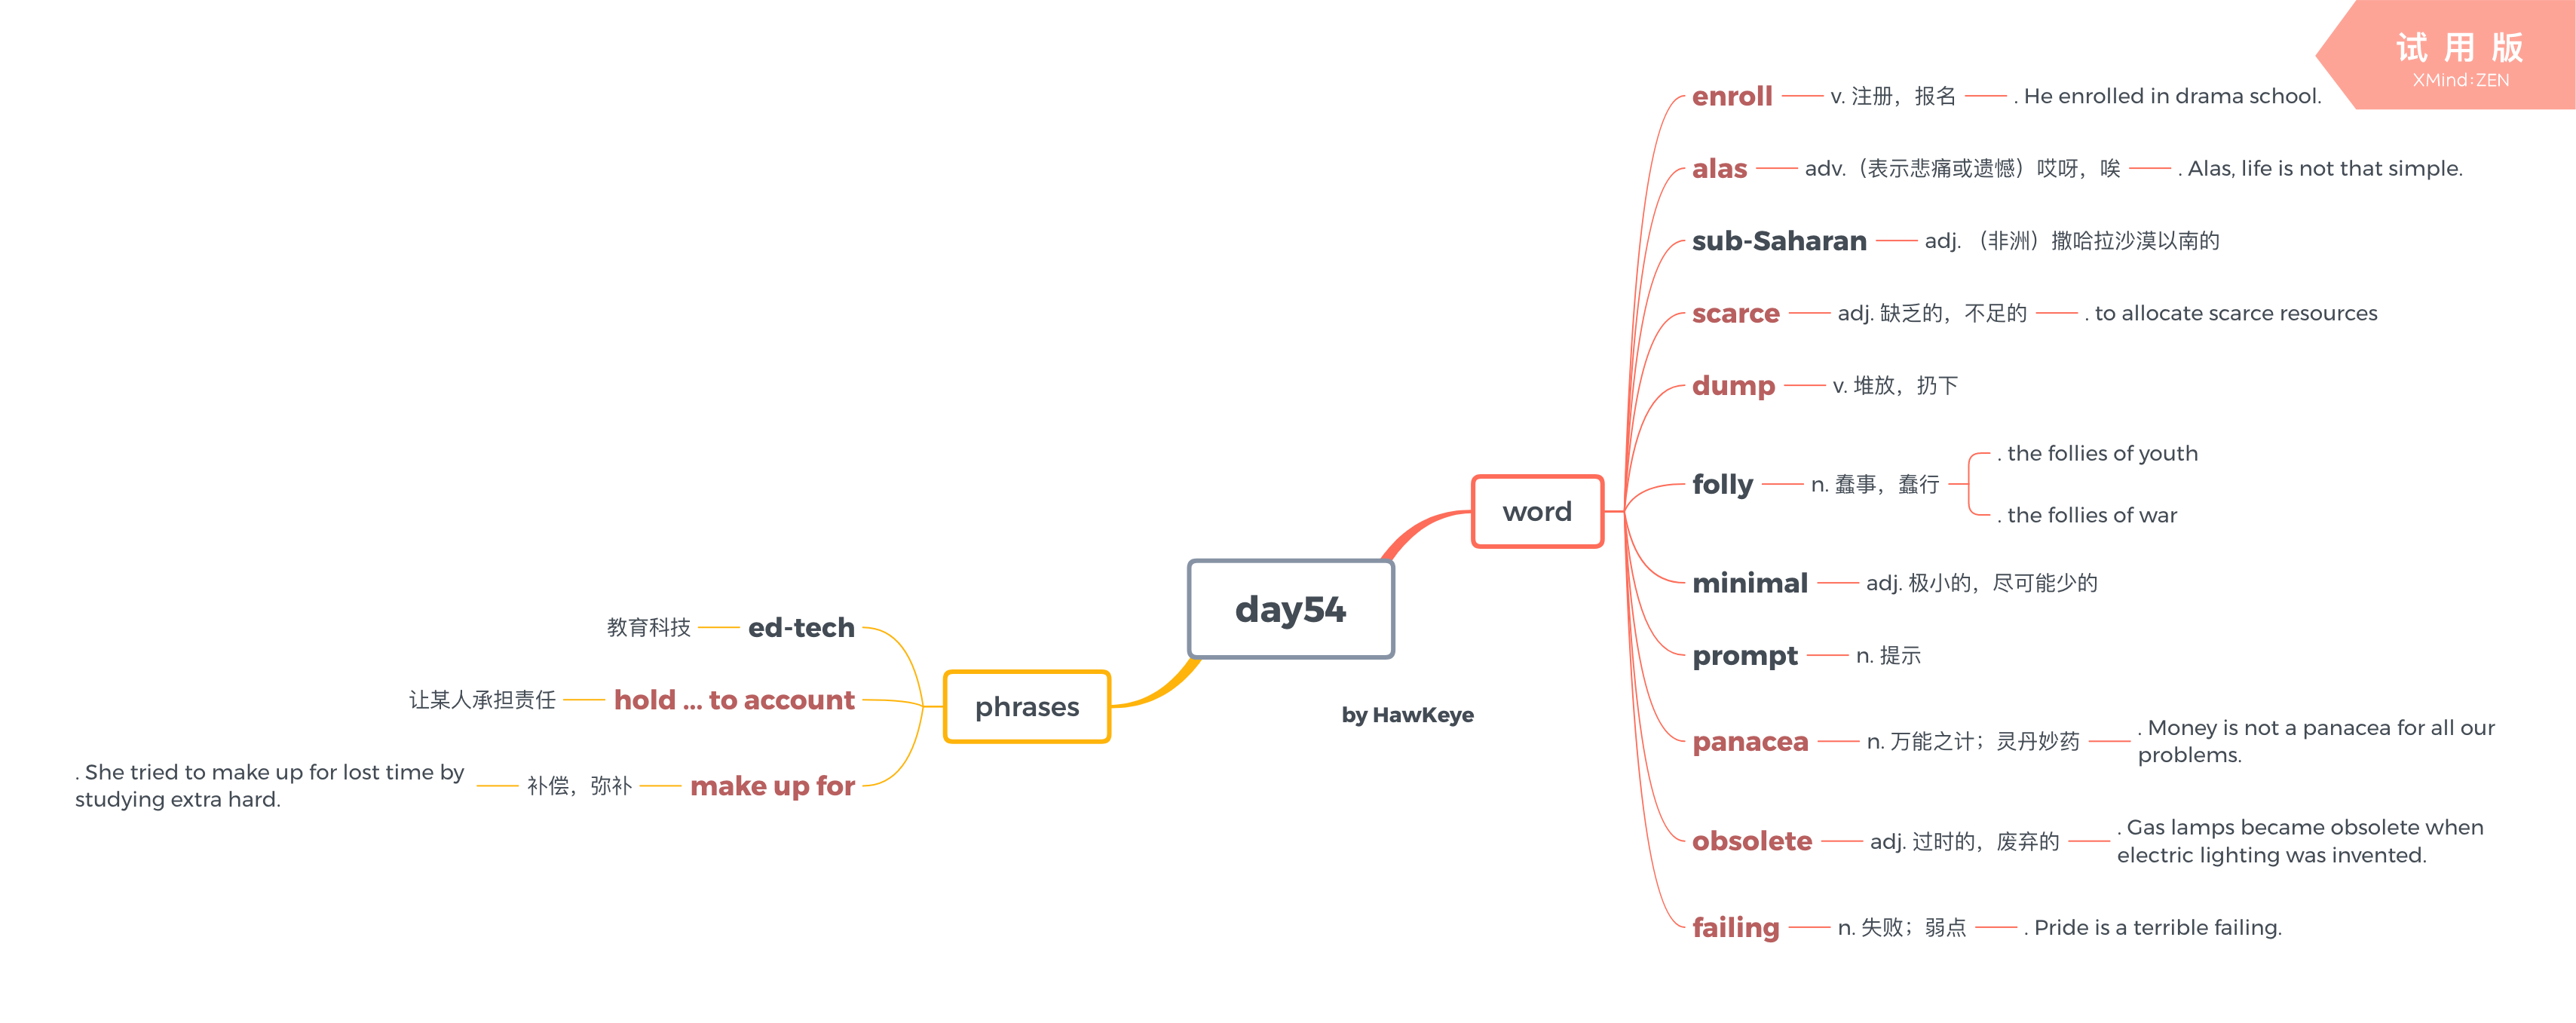 试用版
XMind:ZEN
enroll v. 注册，报名 . He enrolled in drama school.
alas adv.（表示悲痛或遗憾）哎呀，唉 . Alas, life is not that simple.
sub-Saharan adj. （非洲）撒哈拉沙漠以南的
scarce adj. 缺乏的，不足的 . to allocate scarce resources
dump v. 堆放，扔下
folly n. 蠢事，蠢行
. the follies of youth
. the follies of war
word
minimal adj. 极小的，尽可能少的
prompt n. 提示
panacea n. 万能之计；灵丹妙药 . Money is not a panacea for all our
problems.
obsolete adj. 过时的，废弃的 . Gas lamps became obsolete when
electric lighting was invented.
failing n. 失败；弱点 . Pride is a terrible failing.
day54
by HawKeye
phrases
教育科技 ed-tech
让某人承担责任 hold ... to account
. She tried to make up for lost time by
studying extra hard.
补偿，弥补 make up for